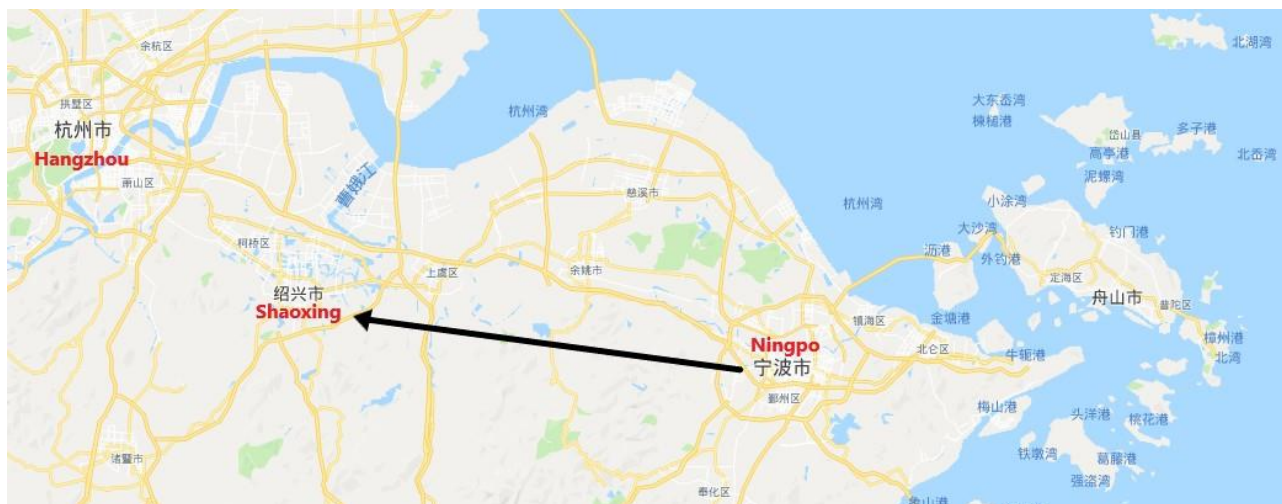 余杭区
北湖湾
拱墅区
杭州市
Hangzhou
萧山区
杭州湾
大东岙湾
楝槌港
岱山县
多子港
高亭港
北岙湾
泥螺湾
曹娥江
慈溪市
杭州湾
小涂湾
大沙湾
钓门港
沥港
外钓港
柯桥区
上虞区
余姚市
定海区
舟山市
普陀区
绍兴市
Shaoxing
镇海区
金塘港
樟州港
北湾
Ningpo
宁波市
北仑区
牛轭港
鄞州区
梅山港
头洋港
桃花港
诸暨市
铁墩湾
葛藤港
强盗湾
奉化区
象山港